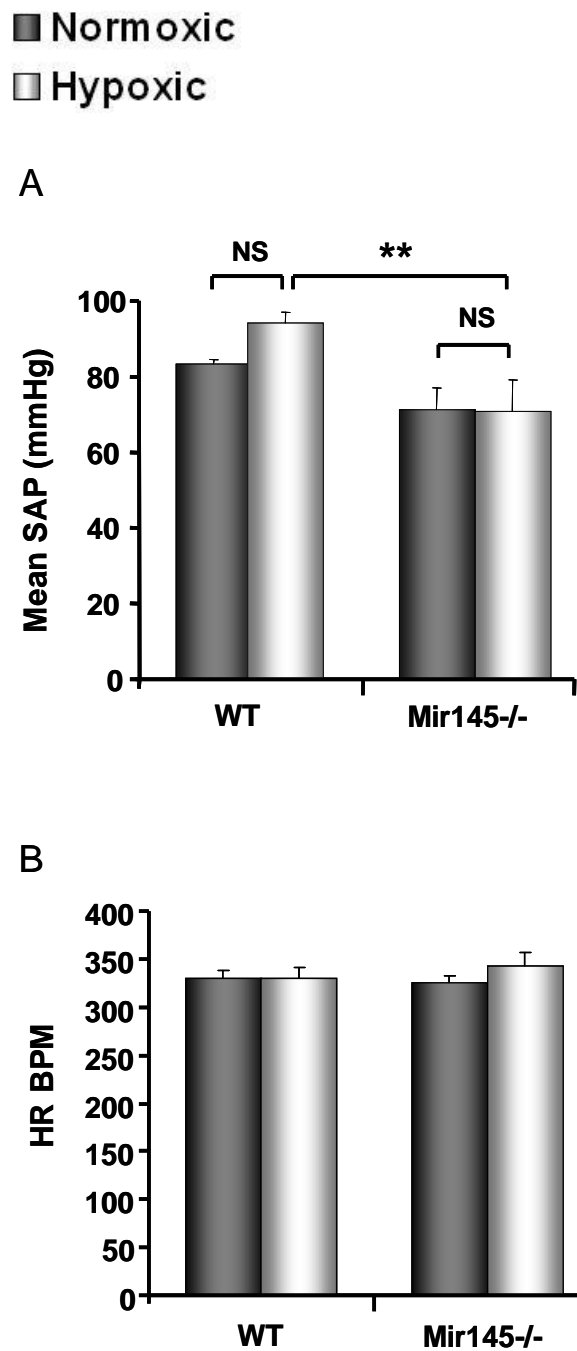 Normoxic
Hypoxic
A
NS
**
NS
100
80
60
40
20
0
Mean SAP (mmHg)
WT
Mir145-/-
B
400
350
300
250
200
150
100
50
0
HR BPM
WT
Mir145-/-